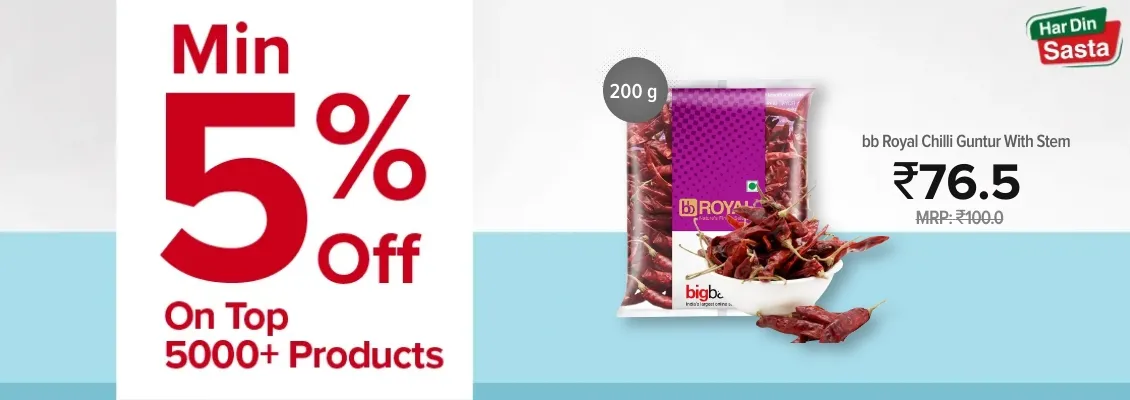 Min
5%
Off
On Top
5000+ Products
Har Din
Sasta
200 g
bb Royal Chilli Guntur With Stem
₹76.5
MRP: ₹100.0
bb ROYAL
big